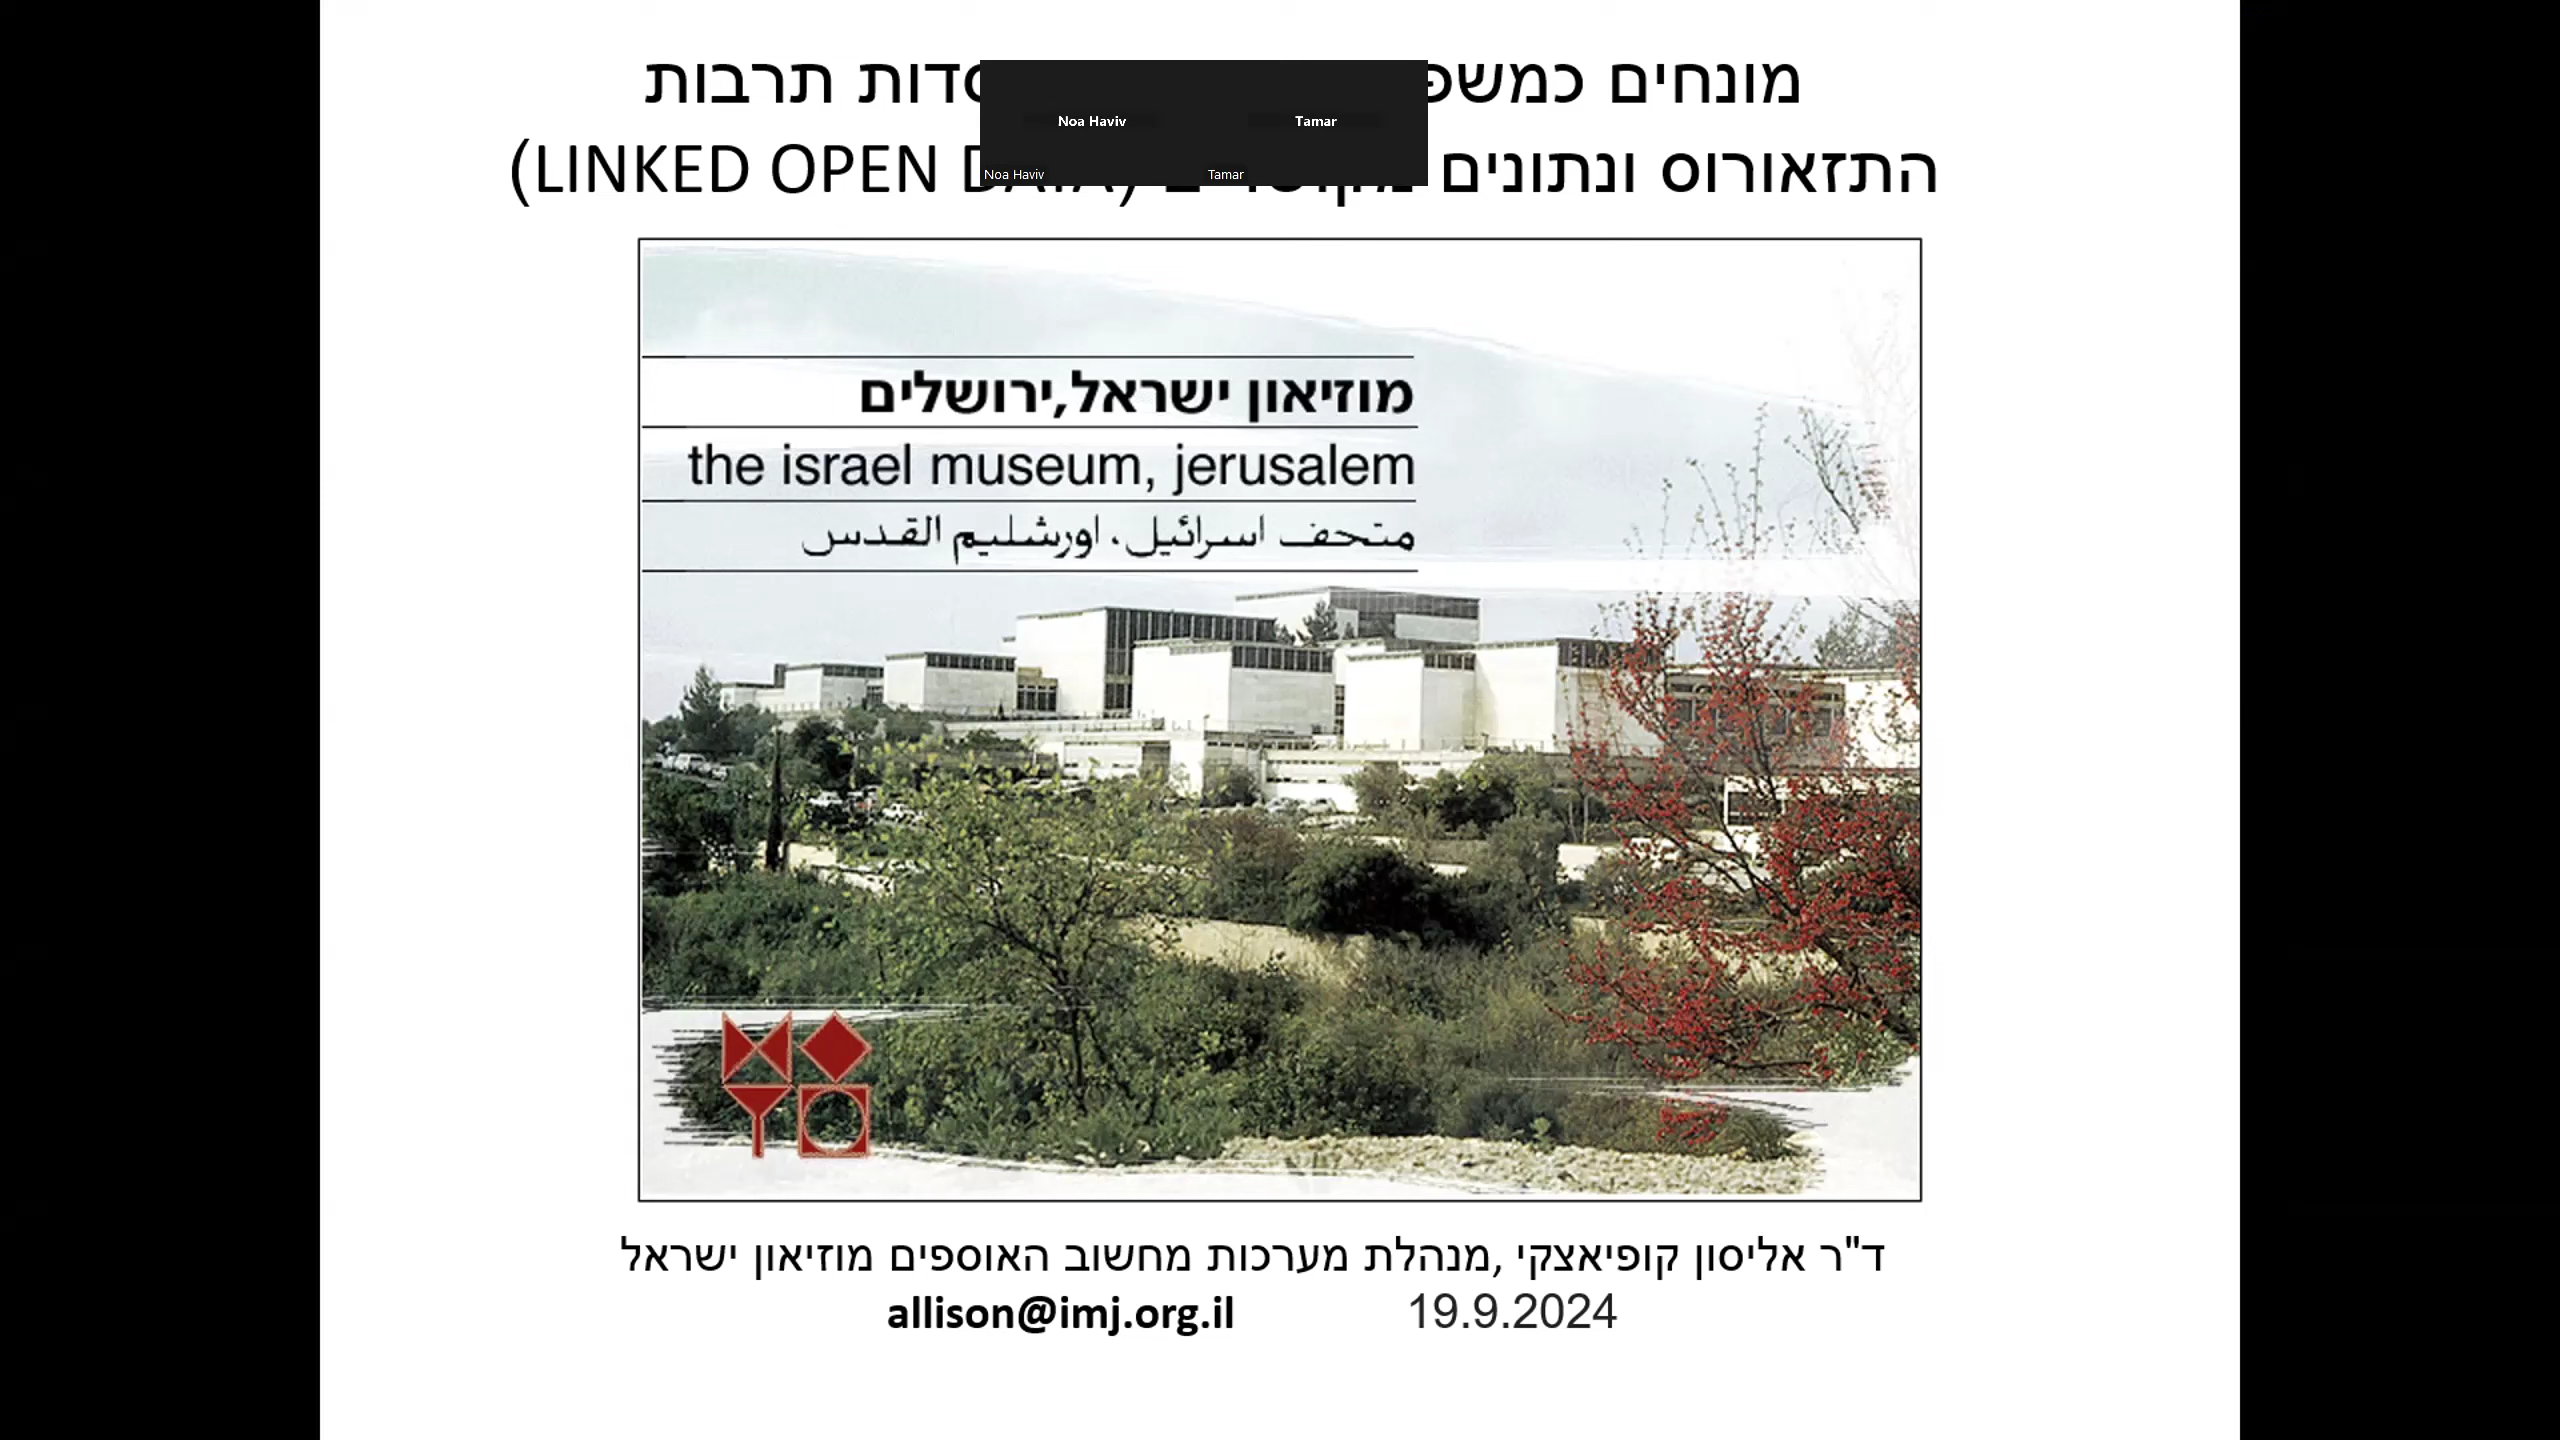 מונחים תרבות
Noa Haviv
Tamar
Noa Haviv
Tamar
התזאורוס ונתונים (LINKED OPEN
מוזיאון ישראל,ירושלים
the israel museum, jerusalem
متحف اسرائيل، اورشليم القدس
ד"ר אליסון קופיאצקי ,מנהלת מערכות מחשוב האוספים מוזיאון ישראל
allison@imj.org.il 19.9.2024